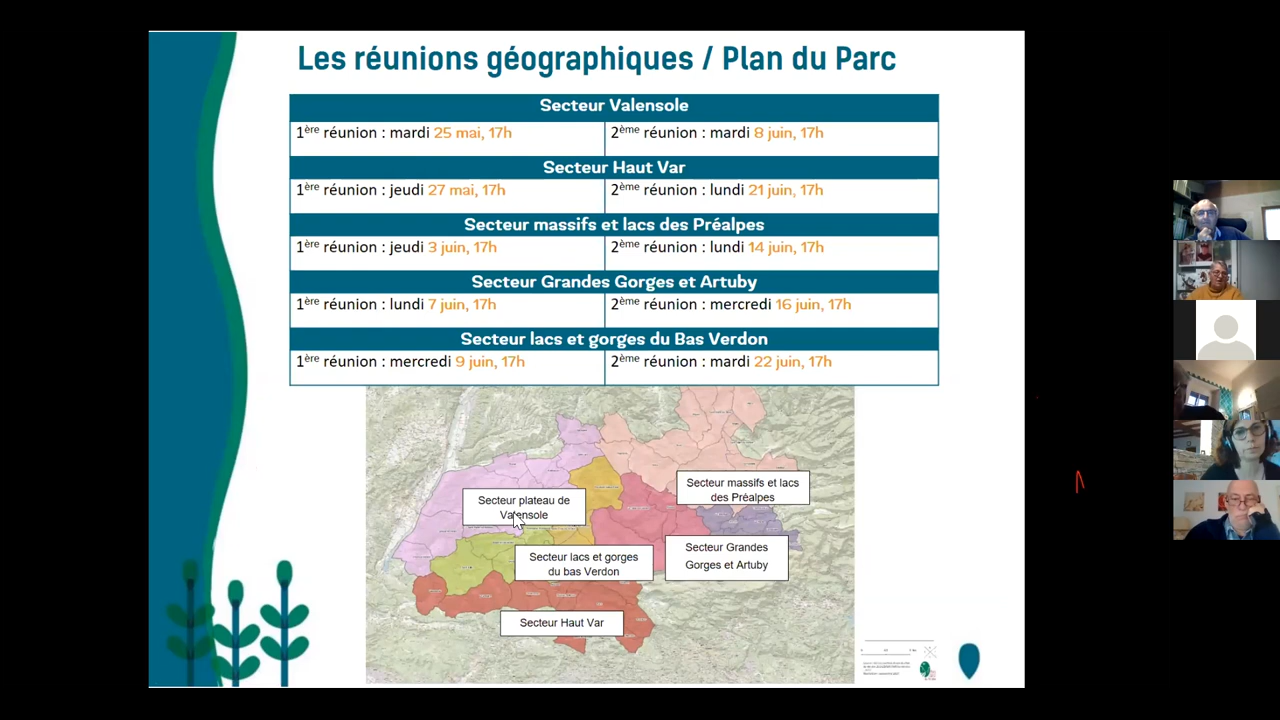 Les réunions géographiques / Plan du Parc
Secteur Valensole
1ère réunion : mardi 25 mai, 17h
2ème réunion : mardi 8 juin, 17h
Secteur Haut Var
1ère réunion : jeudi 27 mai, 17h
2ème réunion : lundi 21 juin, 17h
Secteur massifs et lacs des Préalpes
1ère réunion : jeudi 3 juin, 17h
2ème réunion : lundi 14 juin, 17h
Secteur Grandes Gorges et Artuby
1ère réunion : lundi 7 juin, 17h
2ème réunion : mercredi 16 juin, 17h
Secteur lacs et gorges du Bas Verdon
1ère réunion : mercredi 9 juin, 17h
2ème réunion : mardi 22 juin, 17h
Secteur massifs et lacs
des Préalpes
Secteur plateau de
Valensole
Secteur Grandes
Gorges et Artuby
Secteur lacs et gorges
du bas Verdon
Secteur Haut Var